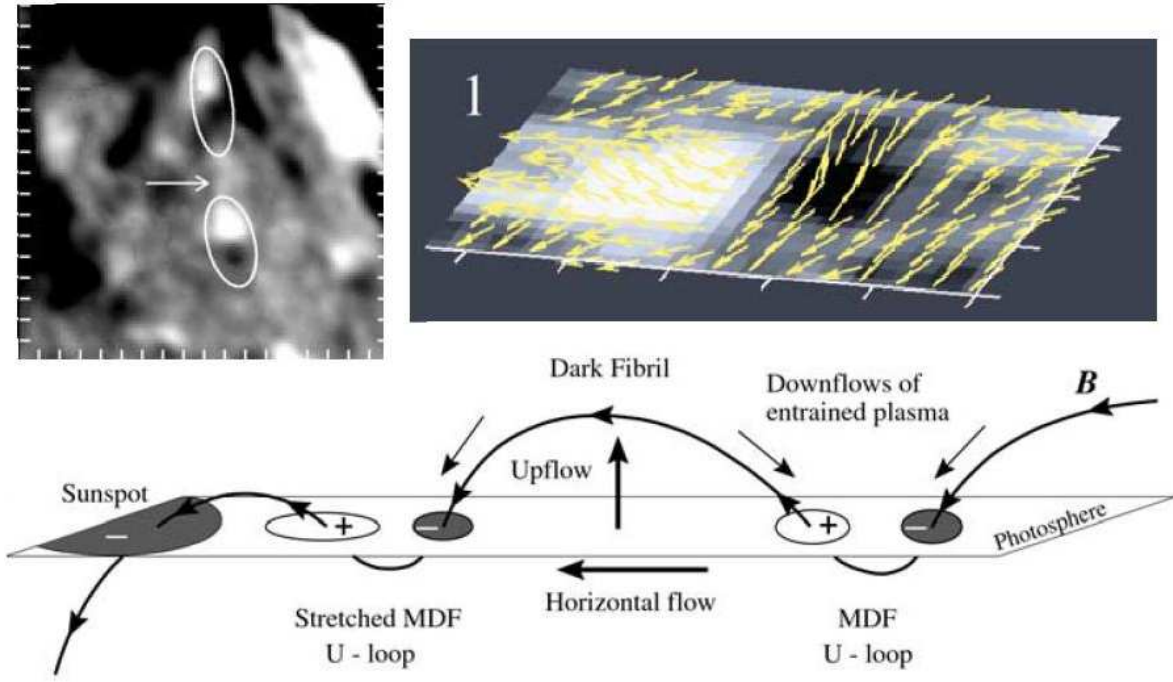 1
Dark Fibril
Downflows of
entrained plasma
B
Upflow
Sunspot
−
+
−
+
−
Photosphere
Horizontal flow
Stretched MDF
U - loop
MDF
U - loop